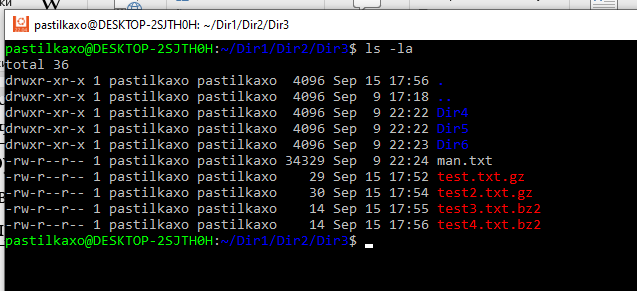 W
pastilkaxo@DESKTOP-2SJTH0H: ~/Dir1/Dir2/Dir3
pastilkaxo@DESKTOP-2SJTH0H:~/Dir1/Dir2/Dir3$ ls -la
total 36
drwxr-xr-x 1 pastilkaxo pastilkaxo  4096 Sep 15 17:56 .
drwxr-xr-x 1 pastilkaxo pastilkaxo  4096 Sep  9 17:18 ..
drwxr-xr-x 1 pastilkaxo pastilkaxo  4096 Sep  9 22:22 Dir4
drwxr-xr-x 1 pastilkaxo pastilkaxo  4096 Sep  9 22:22 Dir5
drwxr-xr-x 1 pastilkaxo pastilkaxo  4096 Sep  9 22:23 Dir6
-rw-r--r-- 1 pastilkaxo pastilkaxo 34329 Sep  9 22:24 man.txt
-rw-r--r-- 1 pastilkaxo pastilkaxo    29 Sep 15 17:52 test.txt.gz
-rw-r--r-- 1 pastilkaxo pastilkaxo    30 Sep 15 17:54 test2.txt.gz
-rw-r--r-- 1 pastilkaxo pastilkaxo    14 Sep 15 17:55 test3.txt.bz2
-rw-r--r-- 1 pastilkaxo pastilkaxo    14 Sep 15 17:56 test4.txt.bz2
pastilkaxo@DESKTOP-2SJTH0H:~/Dir1/Dir2/Dir3$